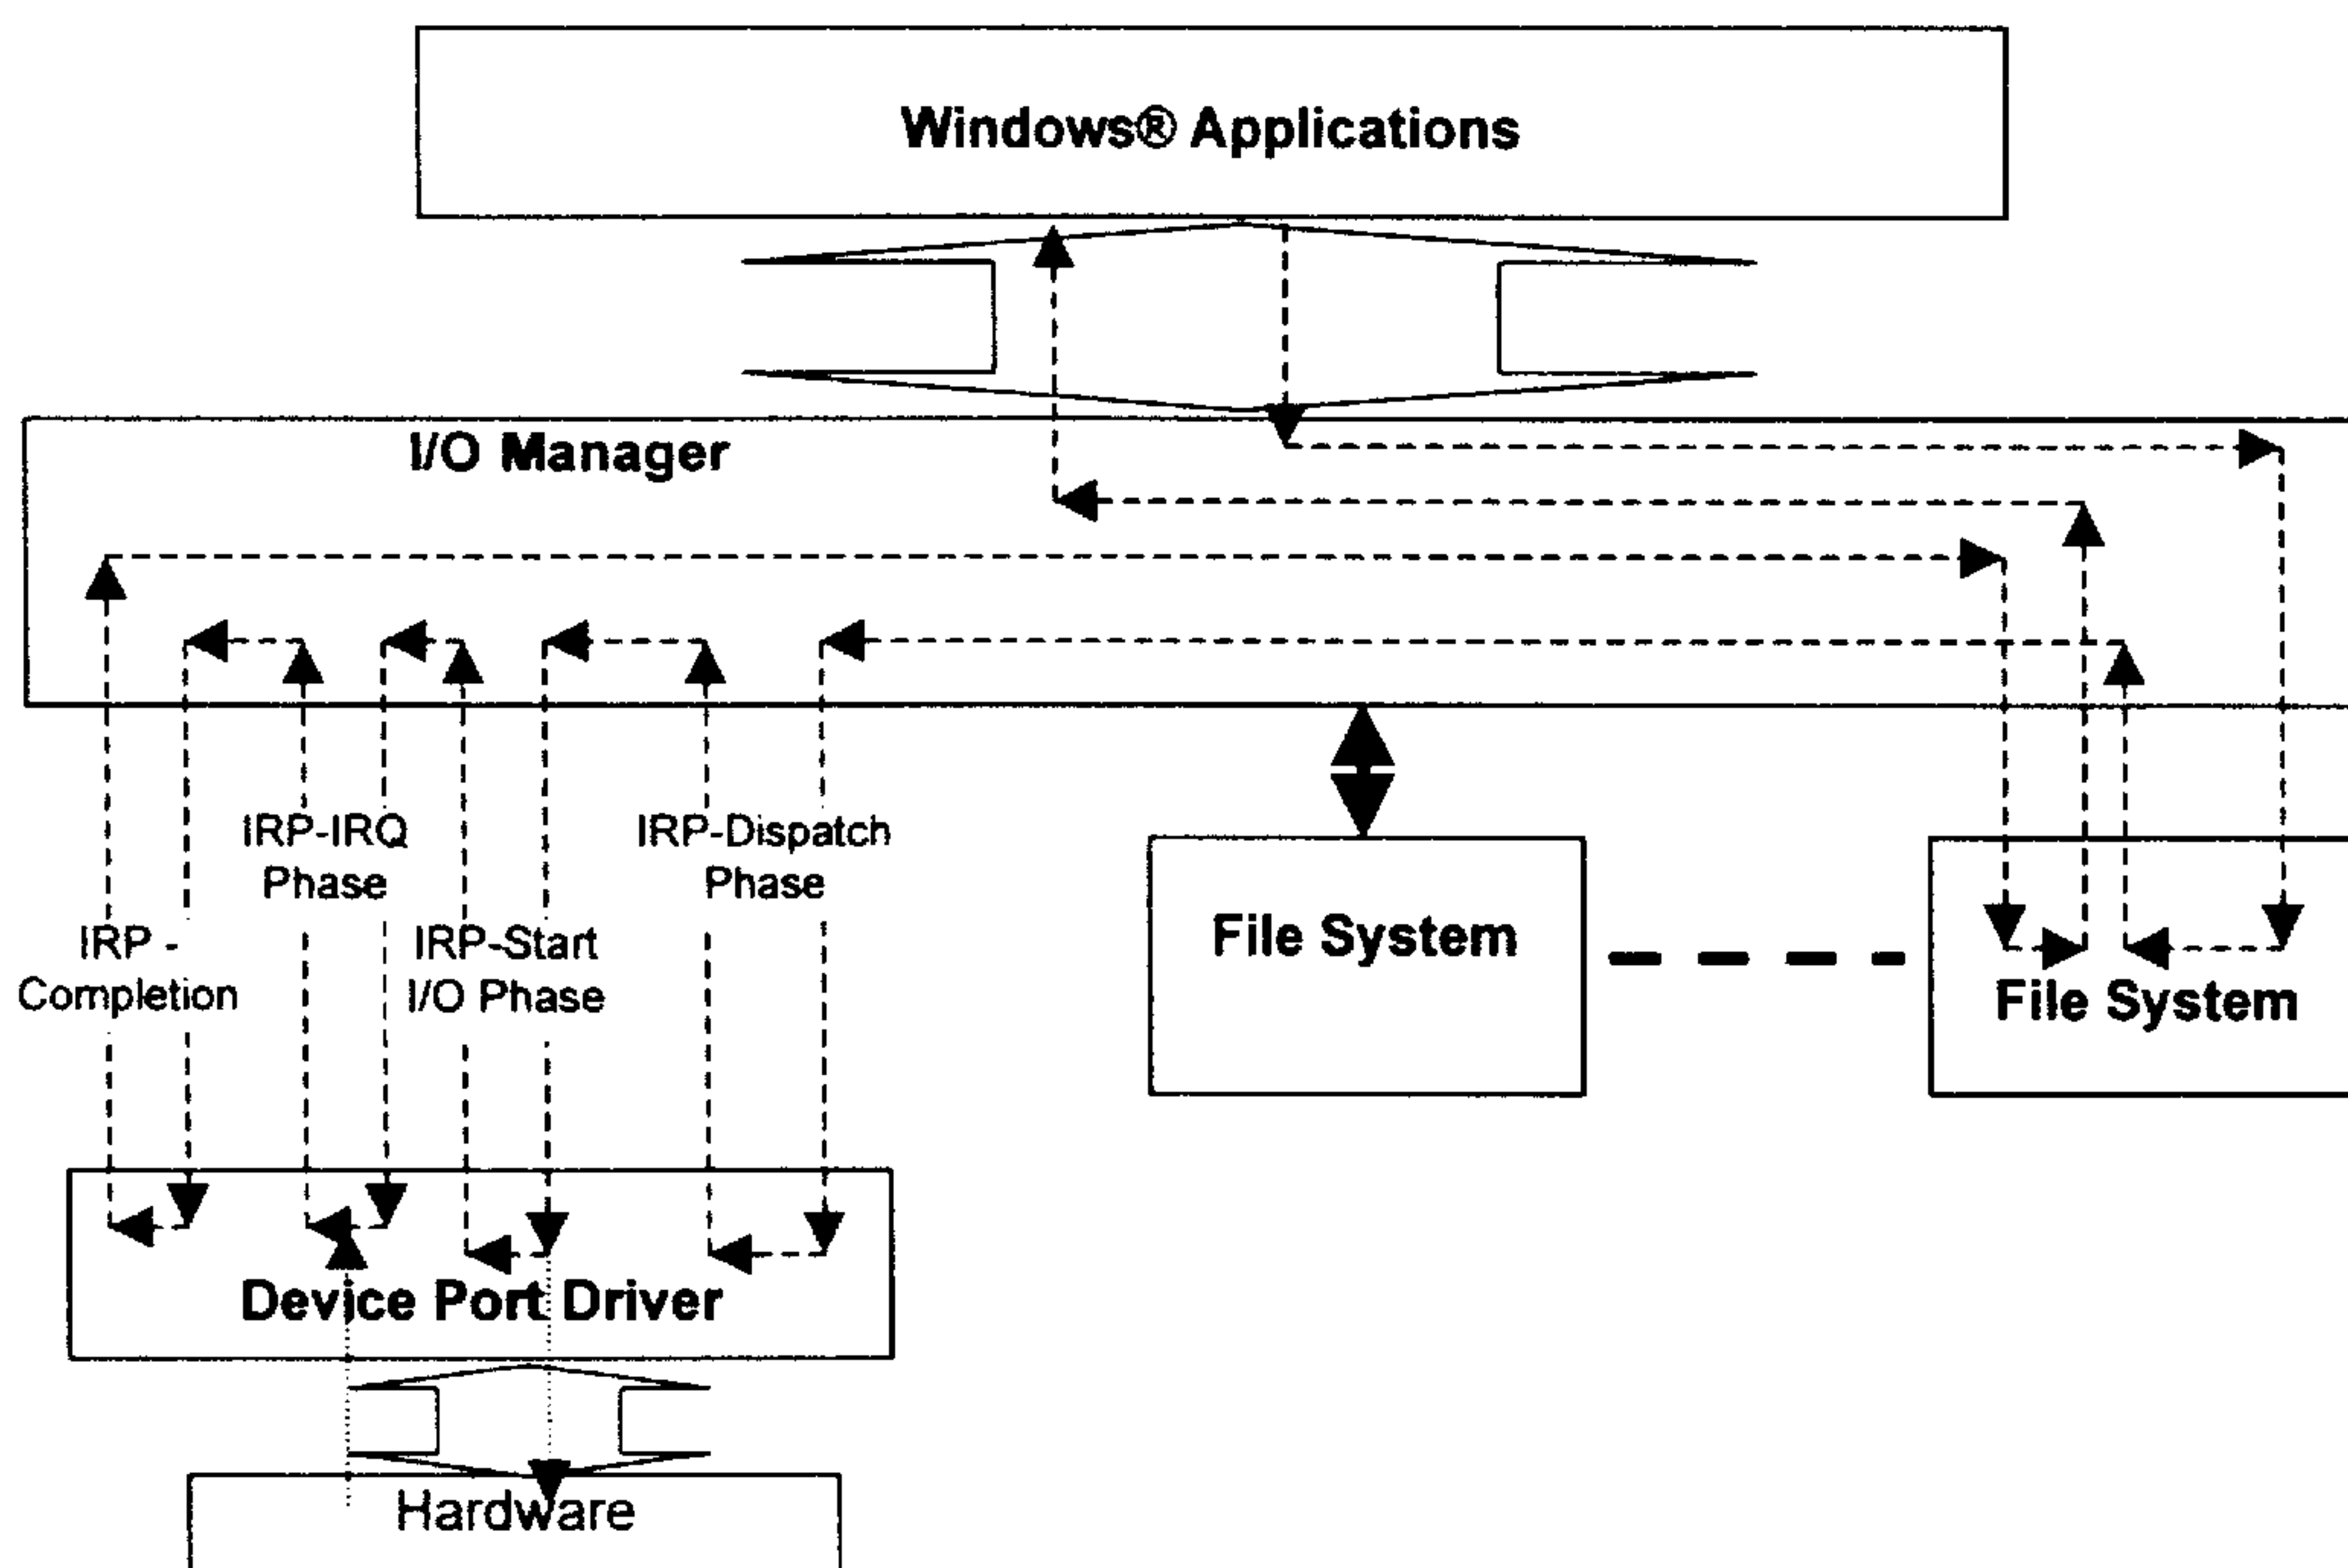 Windows® Applications
I/O Manager
IRP-IRQ
Phase
IRP-Dispatch
Phase
IRP -
Completion
IRP-Start
I/O Phase
File System
File System
Device Port Driver
Hardware